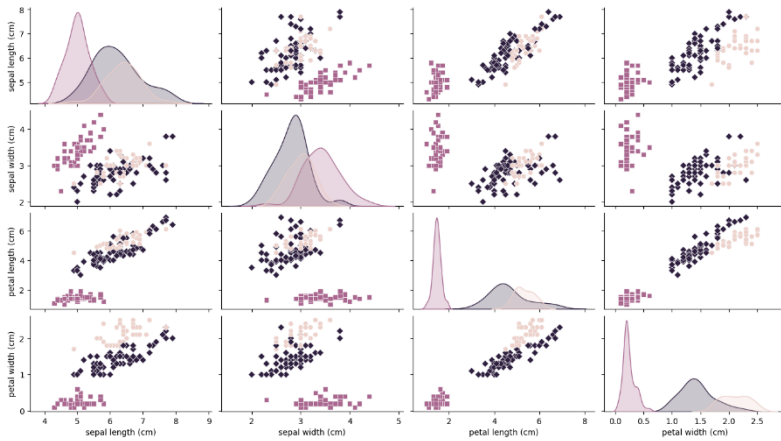 8
7
6
5
sepal length (cm)
4
3
2
sepal width (cm)
6
4
2
petal length (cm)
3
2
1
0
petal width (cm)
4 5 6 7 8 9
sepal length (cm)
2 3 4 5
sepal width (cm)
2 4 6 8
petal length (cm)
0.0 0.5 1.0 1.5 2.0 2.5
petal width (cm)